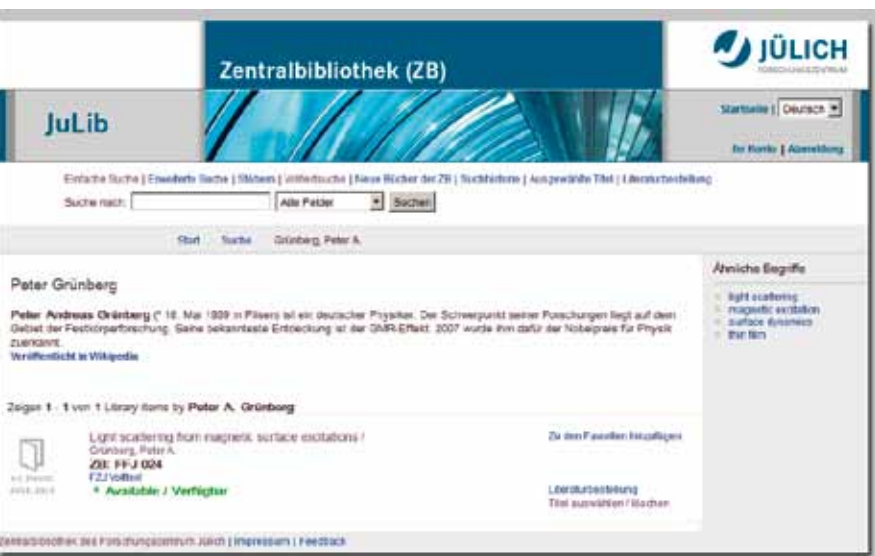 JÜLICH
FORSCHUNGSZENTRUM
Zentralbibliothek (ZB)
JuLib
Startseite | Deutsch
Ihr Konto | Abmeldung
Einfache Suche | Erweiterte Suche | Stöbern | Volltextsuche | Neue Bücher der ZB | Suchhistorie | Ausgewählte Titel | Literaturbestellung
Suche nach: Alle Felder Suchen
Start Suche Grünberg, Peter A.
Peter Grünberg
Peter Andreas Grünberg (* 18. Mai 1939 in Pilsen) ist ein deutscher Physiker. Der Schwerpunkt seiner Forschungen liegt auf dem
Gebiet der Festkörperforschung. Seine bekannteste Entdeckung ist der GMR-Effekt. 2007 wurde ihm dafür der Nobelpreis für Physik
zuerkannt.
Veröffentlicht in Wikipedia
Zeigen 1 - 1 von 1 Library items by Peter A. Grünberg
Light scattering from magnetic surface excitations /
Grünberg, Peter A.
ZB: FFJ 024
FZJ Volltext
* Available / Verfügbar
Zu den Favoriten hinzufügen
Literaturbestellung
Titel auswählen / löschen
Ähnliche Begriffe
light scattering
magnetic excitation
surface dynamics
thin film
Zentralbibliothek des Forschungszentrum Jülich | Impressum | Feedback